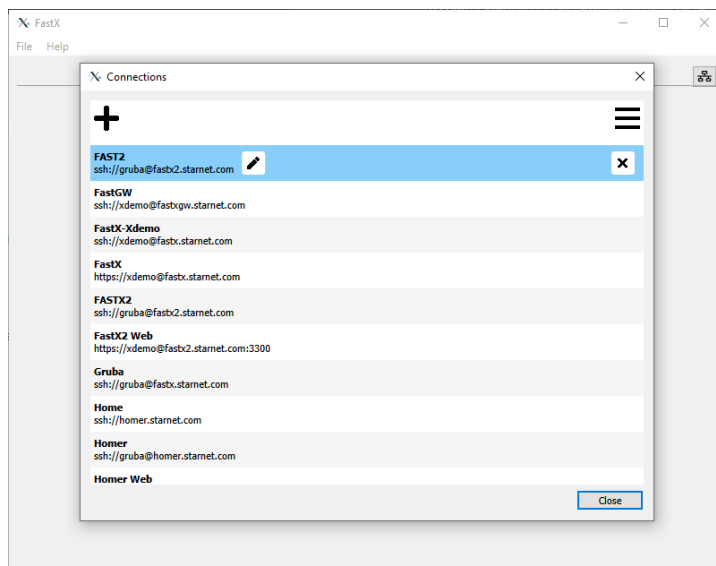 FastX
File Help
Connections
FAST2
ssh://gruba@fastx2.starnet.com
FastGW
ssh://xdemo@fastxgw.starnet.com
FastX-Xdemo
ssh://xdemo@fastx.starnet.com
FastX
https://xdemo@fastx.starnet.com
FASTX2
ssh://gruba@fastx2.starnet.com
FastX2 Web
https://xdemo@fastx2.starnet.com:3300
Gruba
ssh://gruba@fastx.starnet.com
Home
ssh://homer.starnet.com
Homer
ssh://gruba@homer.starnet.com
Homer Web
Close